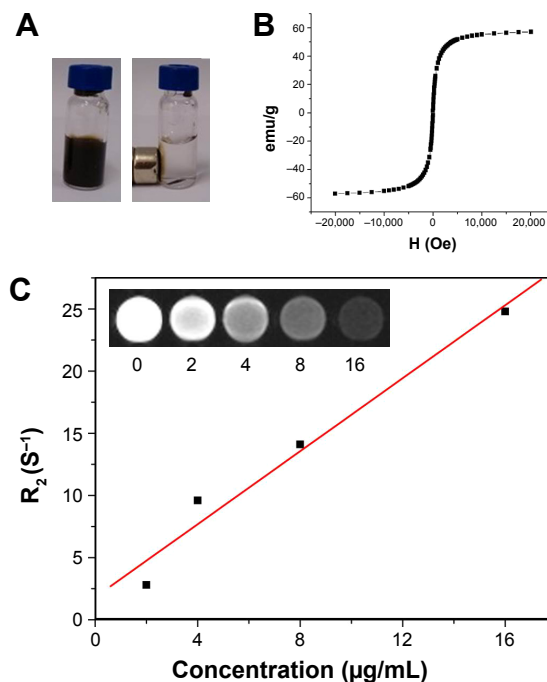 A
B
emu/g
60
40
20
0
−20
−40
−60
−20,000 −10,000 0 10,000 20,000
H (Oe)
C
R2 (S−1)
25
20
15
10
5
0
0 2 4 8 16
0 4 8 12 16
Concentration (µg/mL)